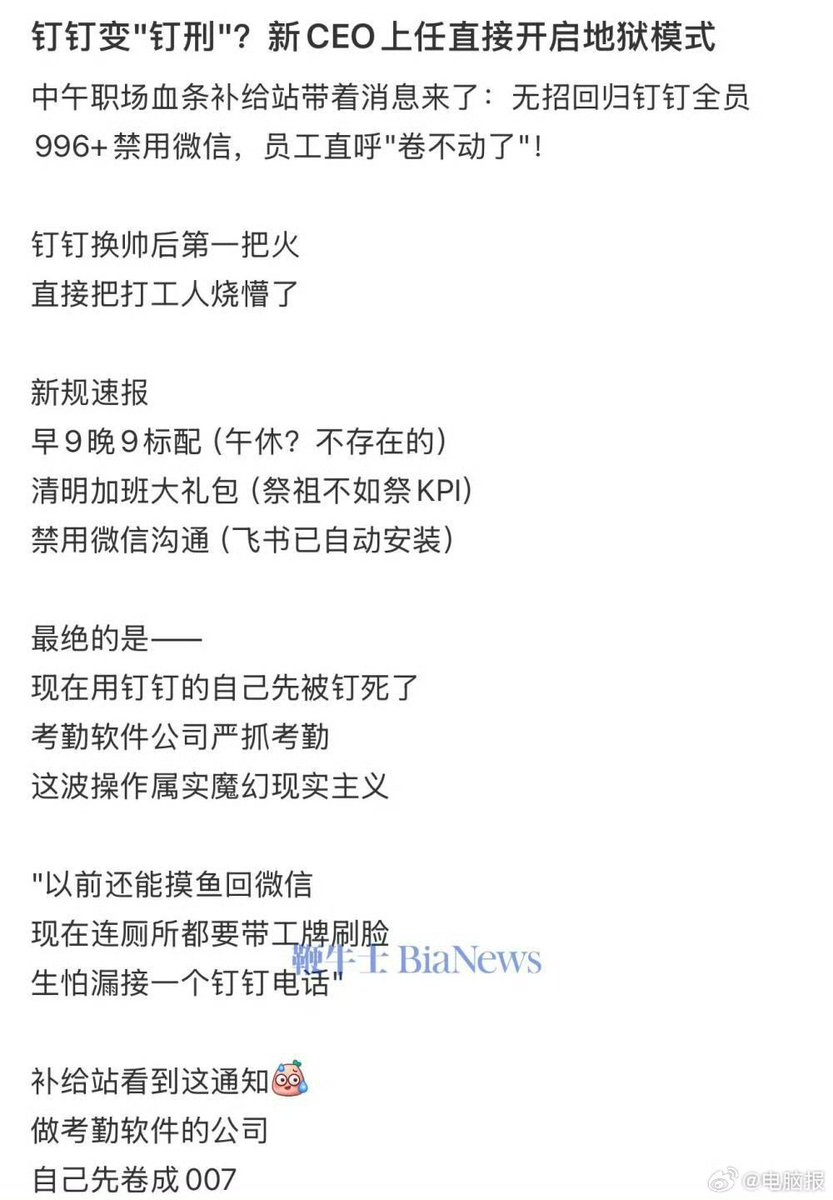 钉钉变"钉刑"？新CEO上任直接开启地狱模式
中午职场血条补给站带着消息来了：无招回归钉钉全员
996+禁用微信，员工直呼"卷不动了"！
钉钉换帅后第一把火
直接把打工人烧懵了
新规速报
早9晚9标配（午休？不存在的）
清明加班大礼包（祭祖不如祭KPI）
禁用微信沟通（飞书已自动安装）
最绝的是——
现在用钉钉的自己先被钉死了
考勤软件公司严抓考勤
这波操作属实魔幻现实主义
"以前还能摸鱼回微信
现在连厕所都要带工牌刷脸
生怕漏接一个钉钉电话"
鞭牛士 BiaNews
补给站看到这通知
做考勤软件的公司
自己先卷成007
@电脑报